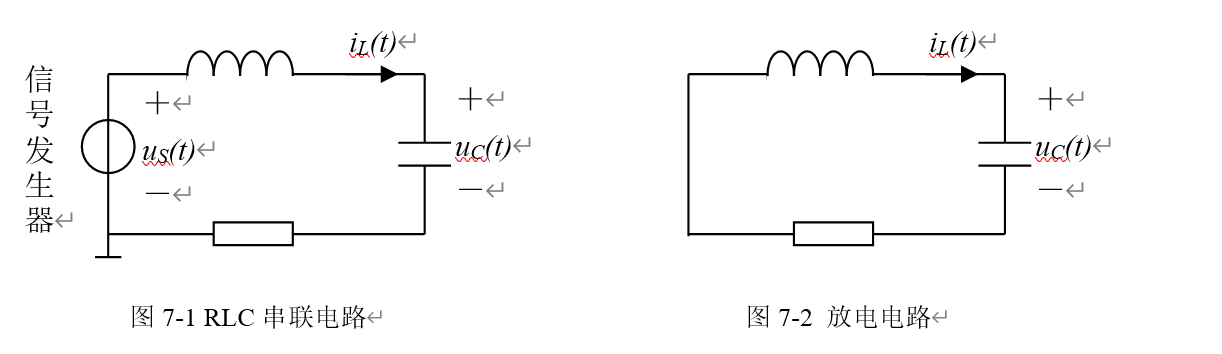 信号发生器
iL(t)
+
uS(t)
−
+
uC(t)
−
图 7-1 RLC 串联电路
iL(t)
+
uC(t)
−
图 7-2 放电电路